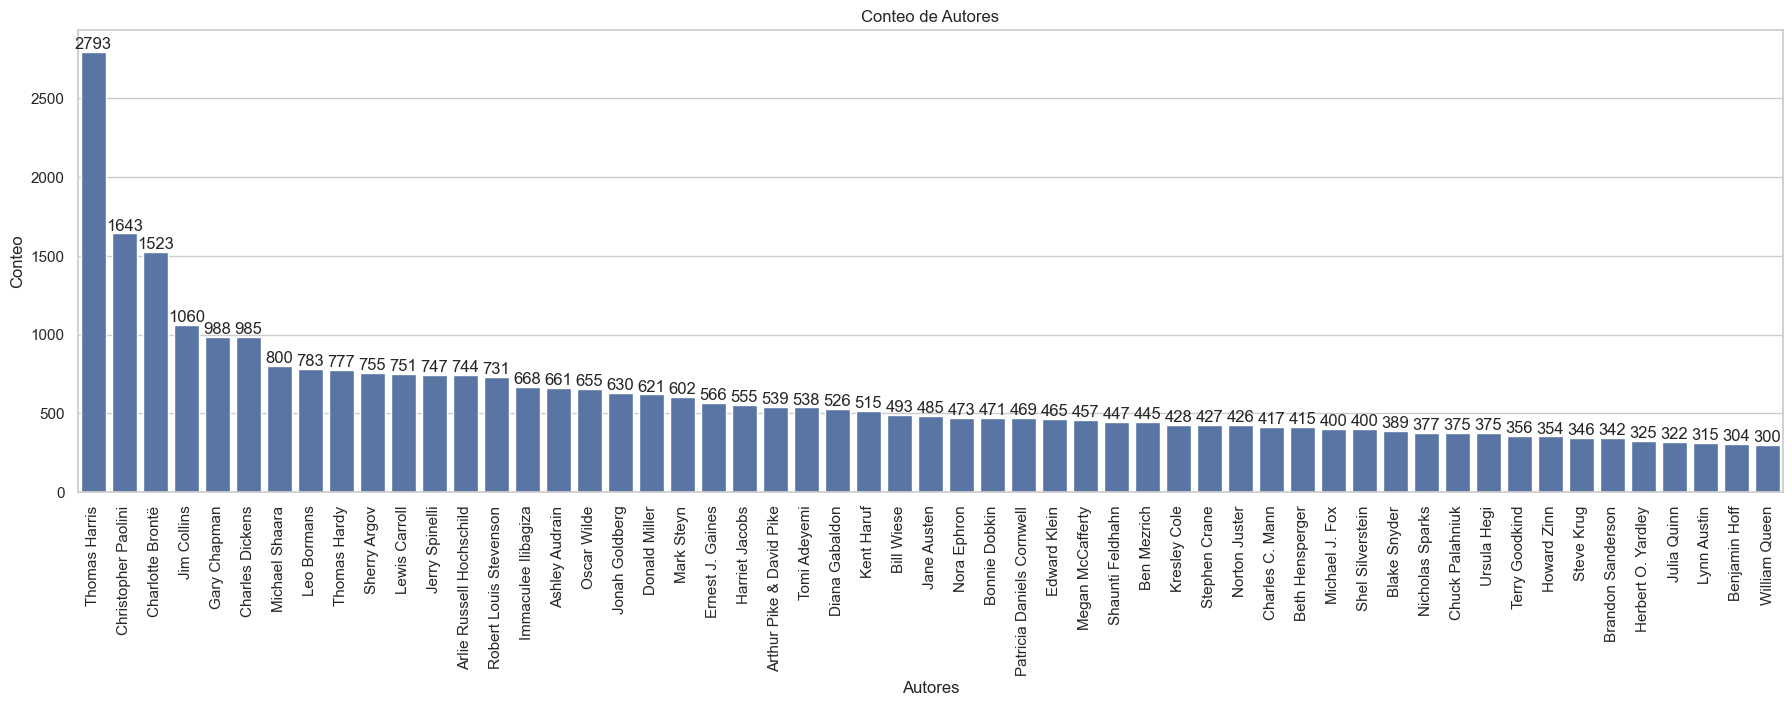 Conteo de Autores
Conteo
2500
2000
1500
1000
500
0
2793
1643
1523
1060
988
985
800
783
777
755
751
747
744
731
668
661
655
630
621
602
566
555
539
538
526
515
493
485
473
471
469
465
457
447
445
428
427
426
417
415
400
400
389
377
375
375
356
354
346
342
325
322
315
304
300
Thomas Harris
Christopher Paolini
Charlotte Brontë
Jim Collins
Gary Chapman
Charles Dickens
Michael Shaara
Leo Bormans
Thomas Hardy
Sherry Argov
Lewis Carroll
Jerry Spinelli
Arlie Russell Hochschild
Robert Louis Stevenson
Immaculee Ilibagiza
Ashley Audrain
Oscar Wilde
Jonah Goldberg
Donald Miller
Mark Steyn
Ernest J. Gaines
Harriet Jacobs
Arthur Pike & David Pike
Tomi Adeyemi
Diana Gabaldon
Kent Haruf
Bill Wiese
Jane Austen
Nora Ephron
Bonnie Dobkin
Patricia Daniels Cornwell
Edward Klein
Megan McCafferty
Shaunti Feldhahn
Ben Mezrich
Kresley Cole
Stephen Crane
Norton Juster
Charles C. Mann
Beth Hensperger
Michael J. Fox
Shel Silverstein
Blake Snyder
Nicholas Sparks
Chuck Palahniuk
Ursula Hegi
Terry Goodkind
Howard Zinn
Steve Krug
Brandon Sanderson
Herbert O. Yardley
Julia Quinn
Lynn Austin
Benjamin Hoff
William Queen
Autores